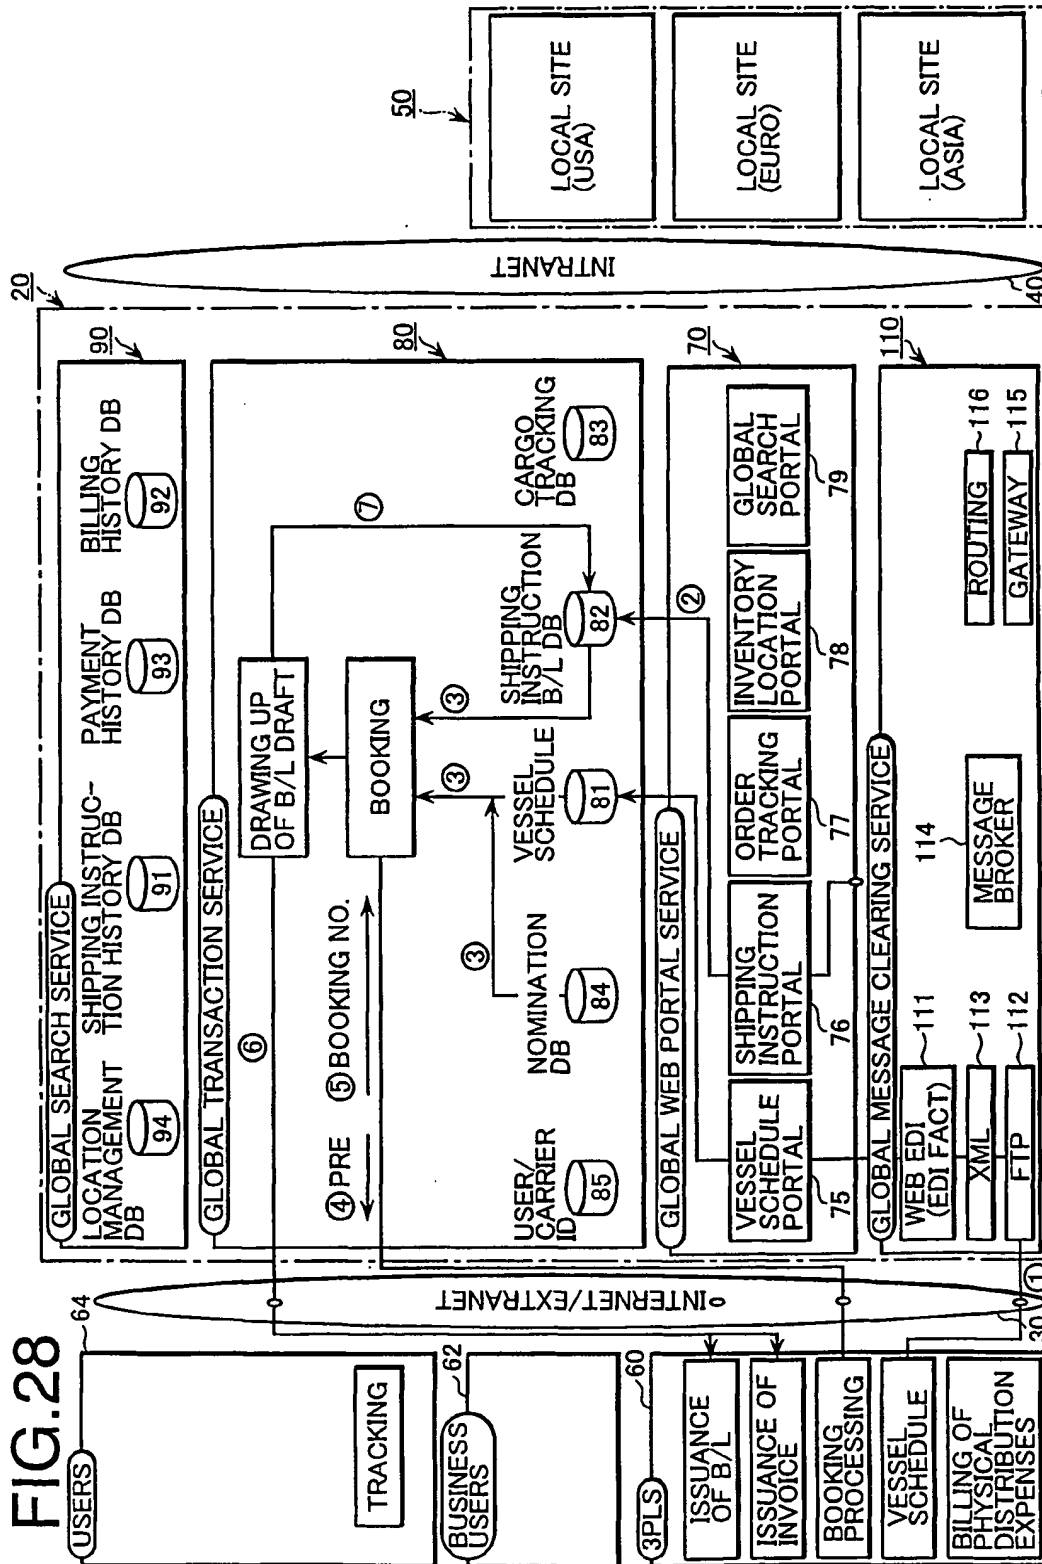 FIG.28
USERS
64
TRACKING
BUSINESS
USERS
62
3PLS
60
ISSUANCE
OF B/L
ISSUANCE OF
INVOICE
BOOKING
PROCESSING
VESSEL
SCHEDULE
BILLING OF
PHYSICAL
DISTRIBUTION
EXPENSES
INTERNET/EXTRANET
30
①
20
GLOBAL SEARCH SERVICE
90
LOCATION
MANAGEMENT
DB
94
SHIPPING INSTRUC-
TION HISTORY DB
91
PAYMENT
HISTORY DB
93
BILLING
HISTORY DB
92
GLOBAL TRANSACTION SERVICE
80
⑥
DRAWING UP
OF B/L DRAFT
⑦
④PRE
⑤BOOKING NO.
BOOKING
③
③
③
USER/
CARRIER
ID
85
NOMINATION
DB
84
VESSEL
SCHEDULE
81
SHIPPING
INSTRUCTION
B/L DB
82
CARGO
TRACKING
DB
83
GLOBAL WEB PORTAL SERVICE
②
70
VESSEL
SCHEDULE
PORTAL
75
SHIPPING
INSTRUCTION
PORTAL
76
ORDER
TRACKING
PORTAL
77
INVENTORY
LOCATION
PORTAL
78
GLOBAL
SEARCH
PORTAL
79
GLOBAL MESSAGE CLEARING SERVICE
110
WEB EDI
(EDI FACT)
111
XML
113
FTP
112
114
MESSAGE
BROKER
ROUTING
116
GATEWAY
115
INTRANET
40
50
LOCAL SITE
(USA)
LOCAL SITE
(EURO)
LOCAL SITE
(ASIA)